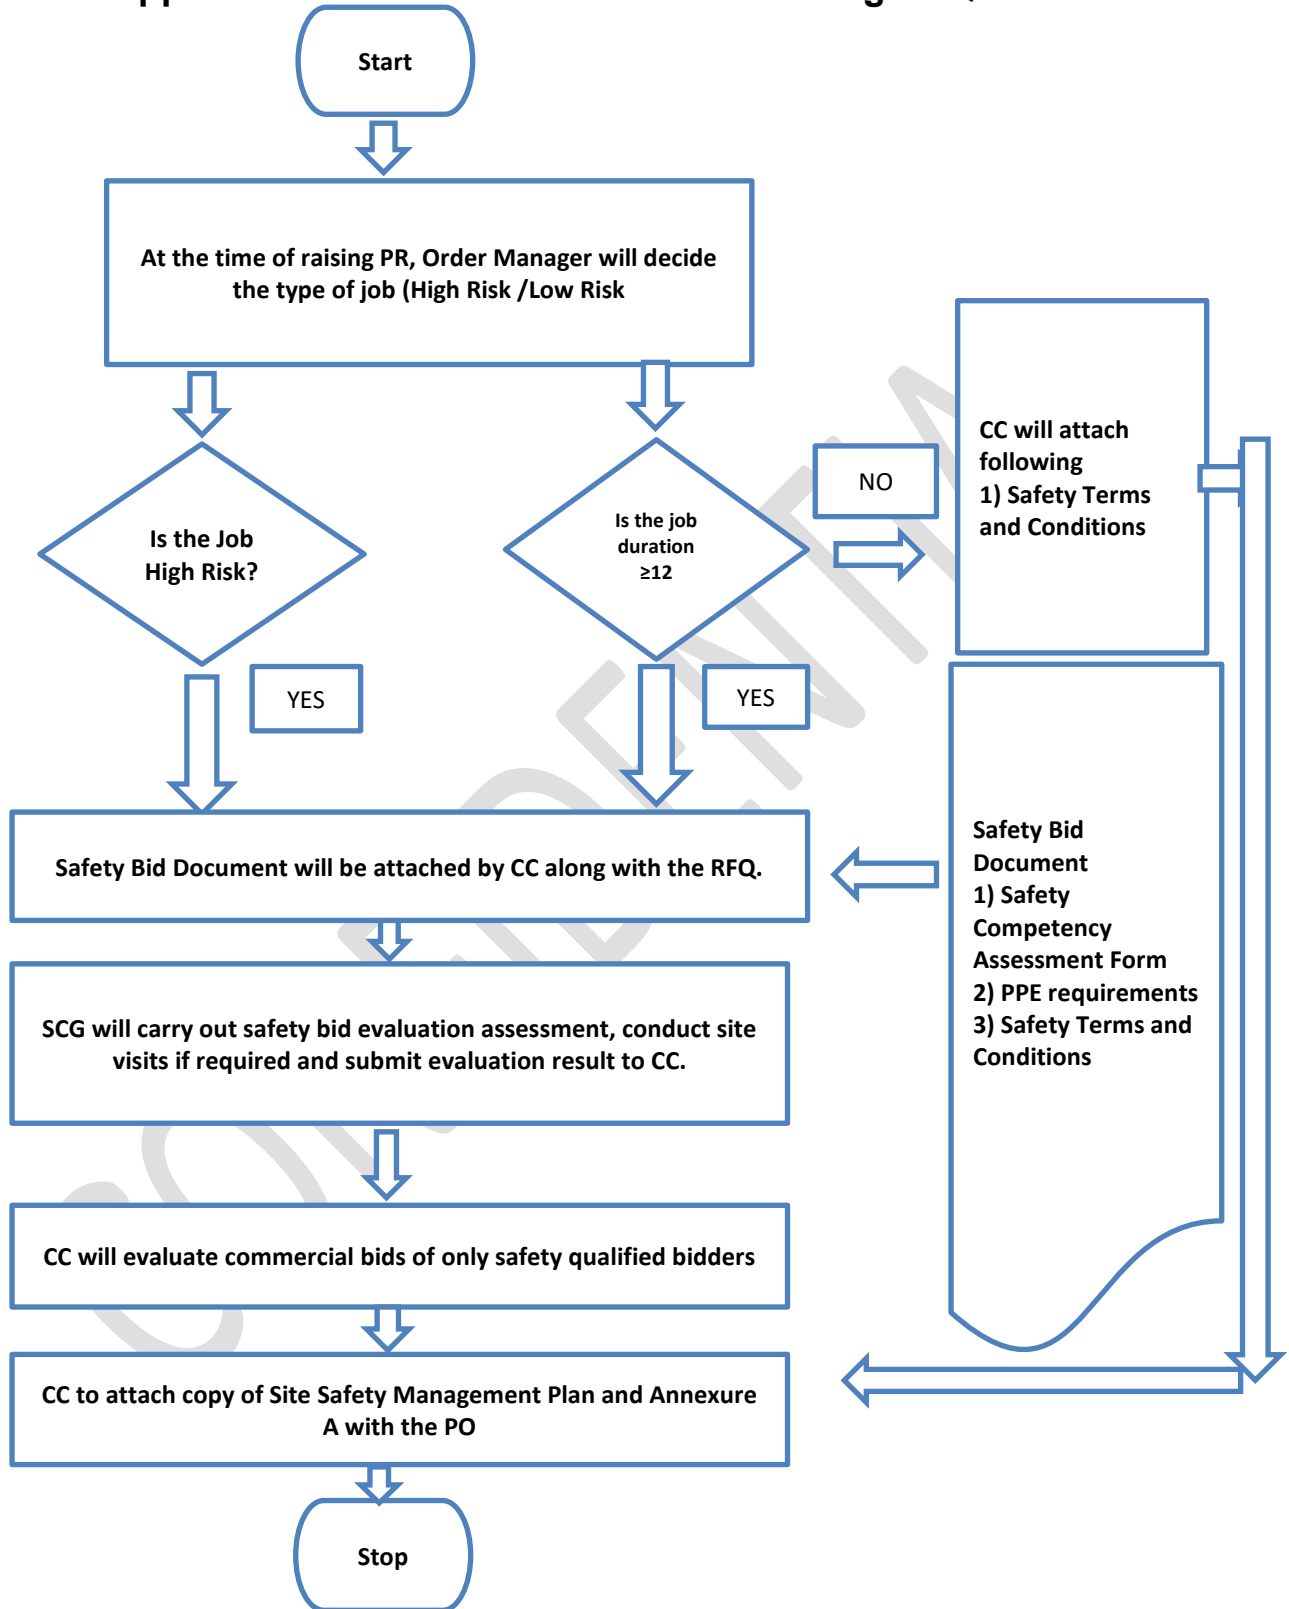 Start
At the time of raising PR, Order Manager will decide
the type of job (High Risk /Low Risk
Is the Job
High Risk?
Is the job
duration
≥12
NO
CC will attach
following
1) Safety Terms
and Conditions
YES
YES
Safety Bid Document will be attached by CC along with the RFQ.
Safety Bid
Document
1) Safety
Competency
Assessment Form
2) PPE requirements
3) Safety Terms and
Conditions
SCG will carry out safety bid evaluation assessment, conduct site
visits if required and submit evaluation result to CC.
CC will evaluate commercial bids of only safety qualified bidders
CC to attach copy of Site Safety Management Plan and Annexure
A with the PO
Stop